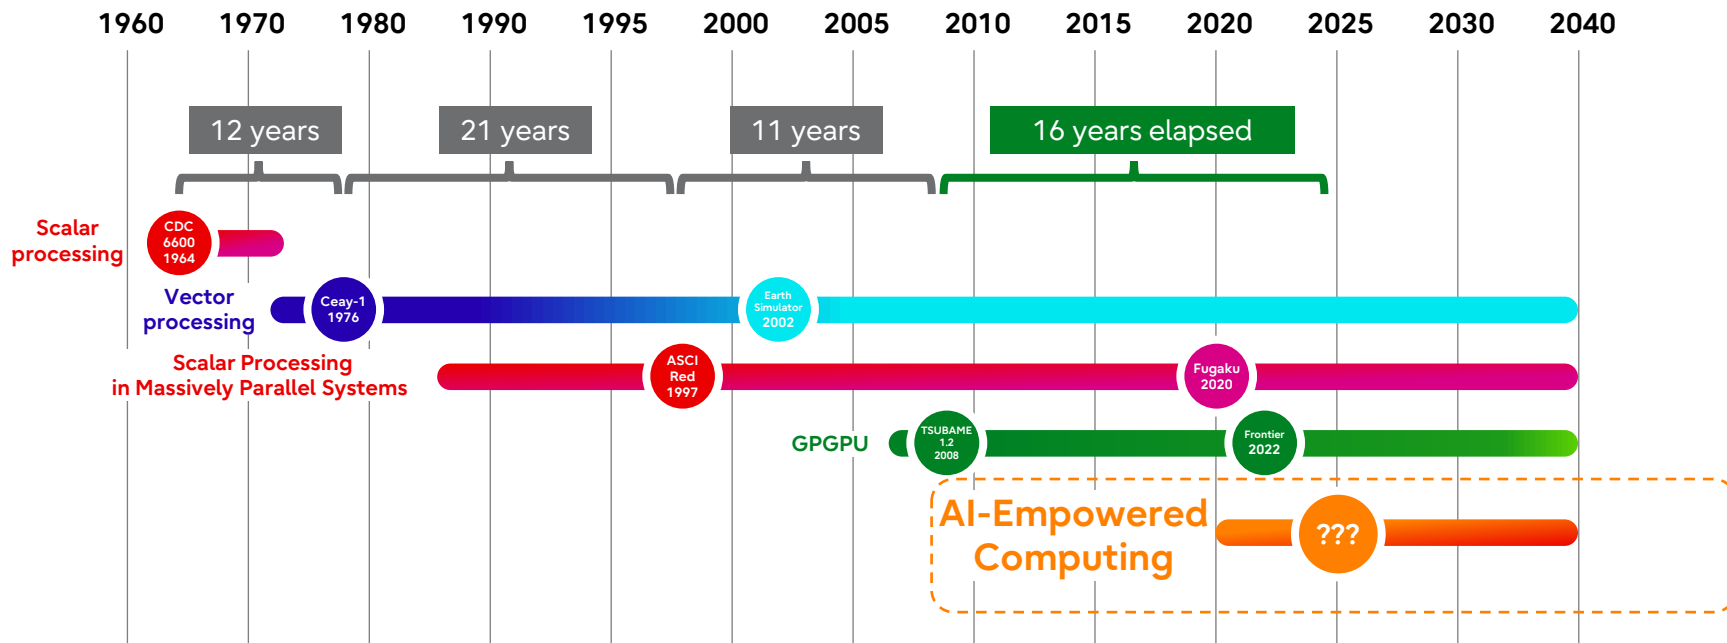 1960 1970 1980 1990 1995 2000 2005 2010 2015 2020 2025 2030 2040
12 years
21 years
11 years
16 years elapsed
Scalar
processing
CDC
6600
1964
Vector
processing
Ceay-1
1976
Earth
Simulator
2002
Scalar Processing
in Massively Parallel Systems
ASCI
Red
1997
Fugaku
2020
GPGPU
TSUBAME
1.2
2008
Frontier
2022
AI-Empowered
Computing
???